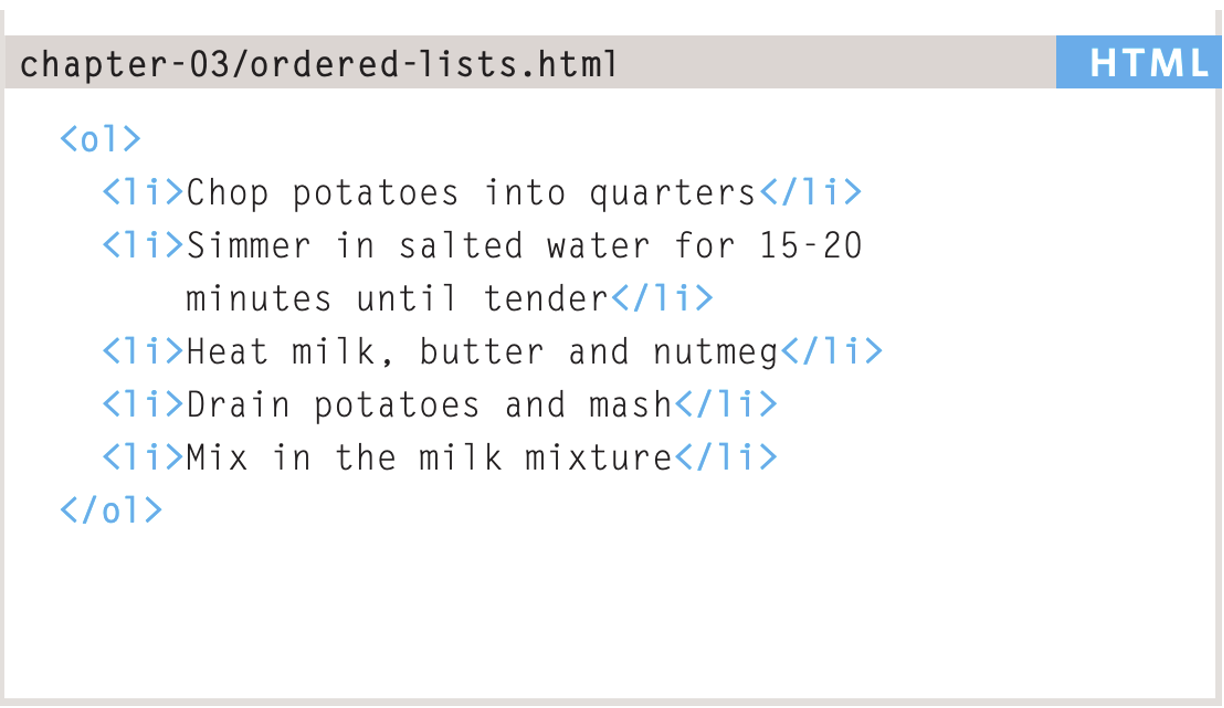 chapter-03/ordered-lists.html HTML
<ol>
  <li>Chop potatoes into quarters</li>
  <li>Simmer in salted water for 15-20
      minutes until tender</li>
  <li>Heat milk, butter and nutmeg</li>
  <li>Drain potatoes and mash</li>
  <li>Mix in the milk mixture</li>
</ol>